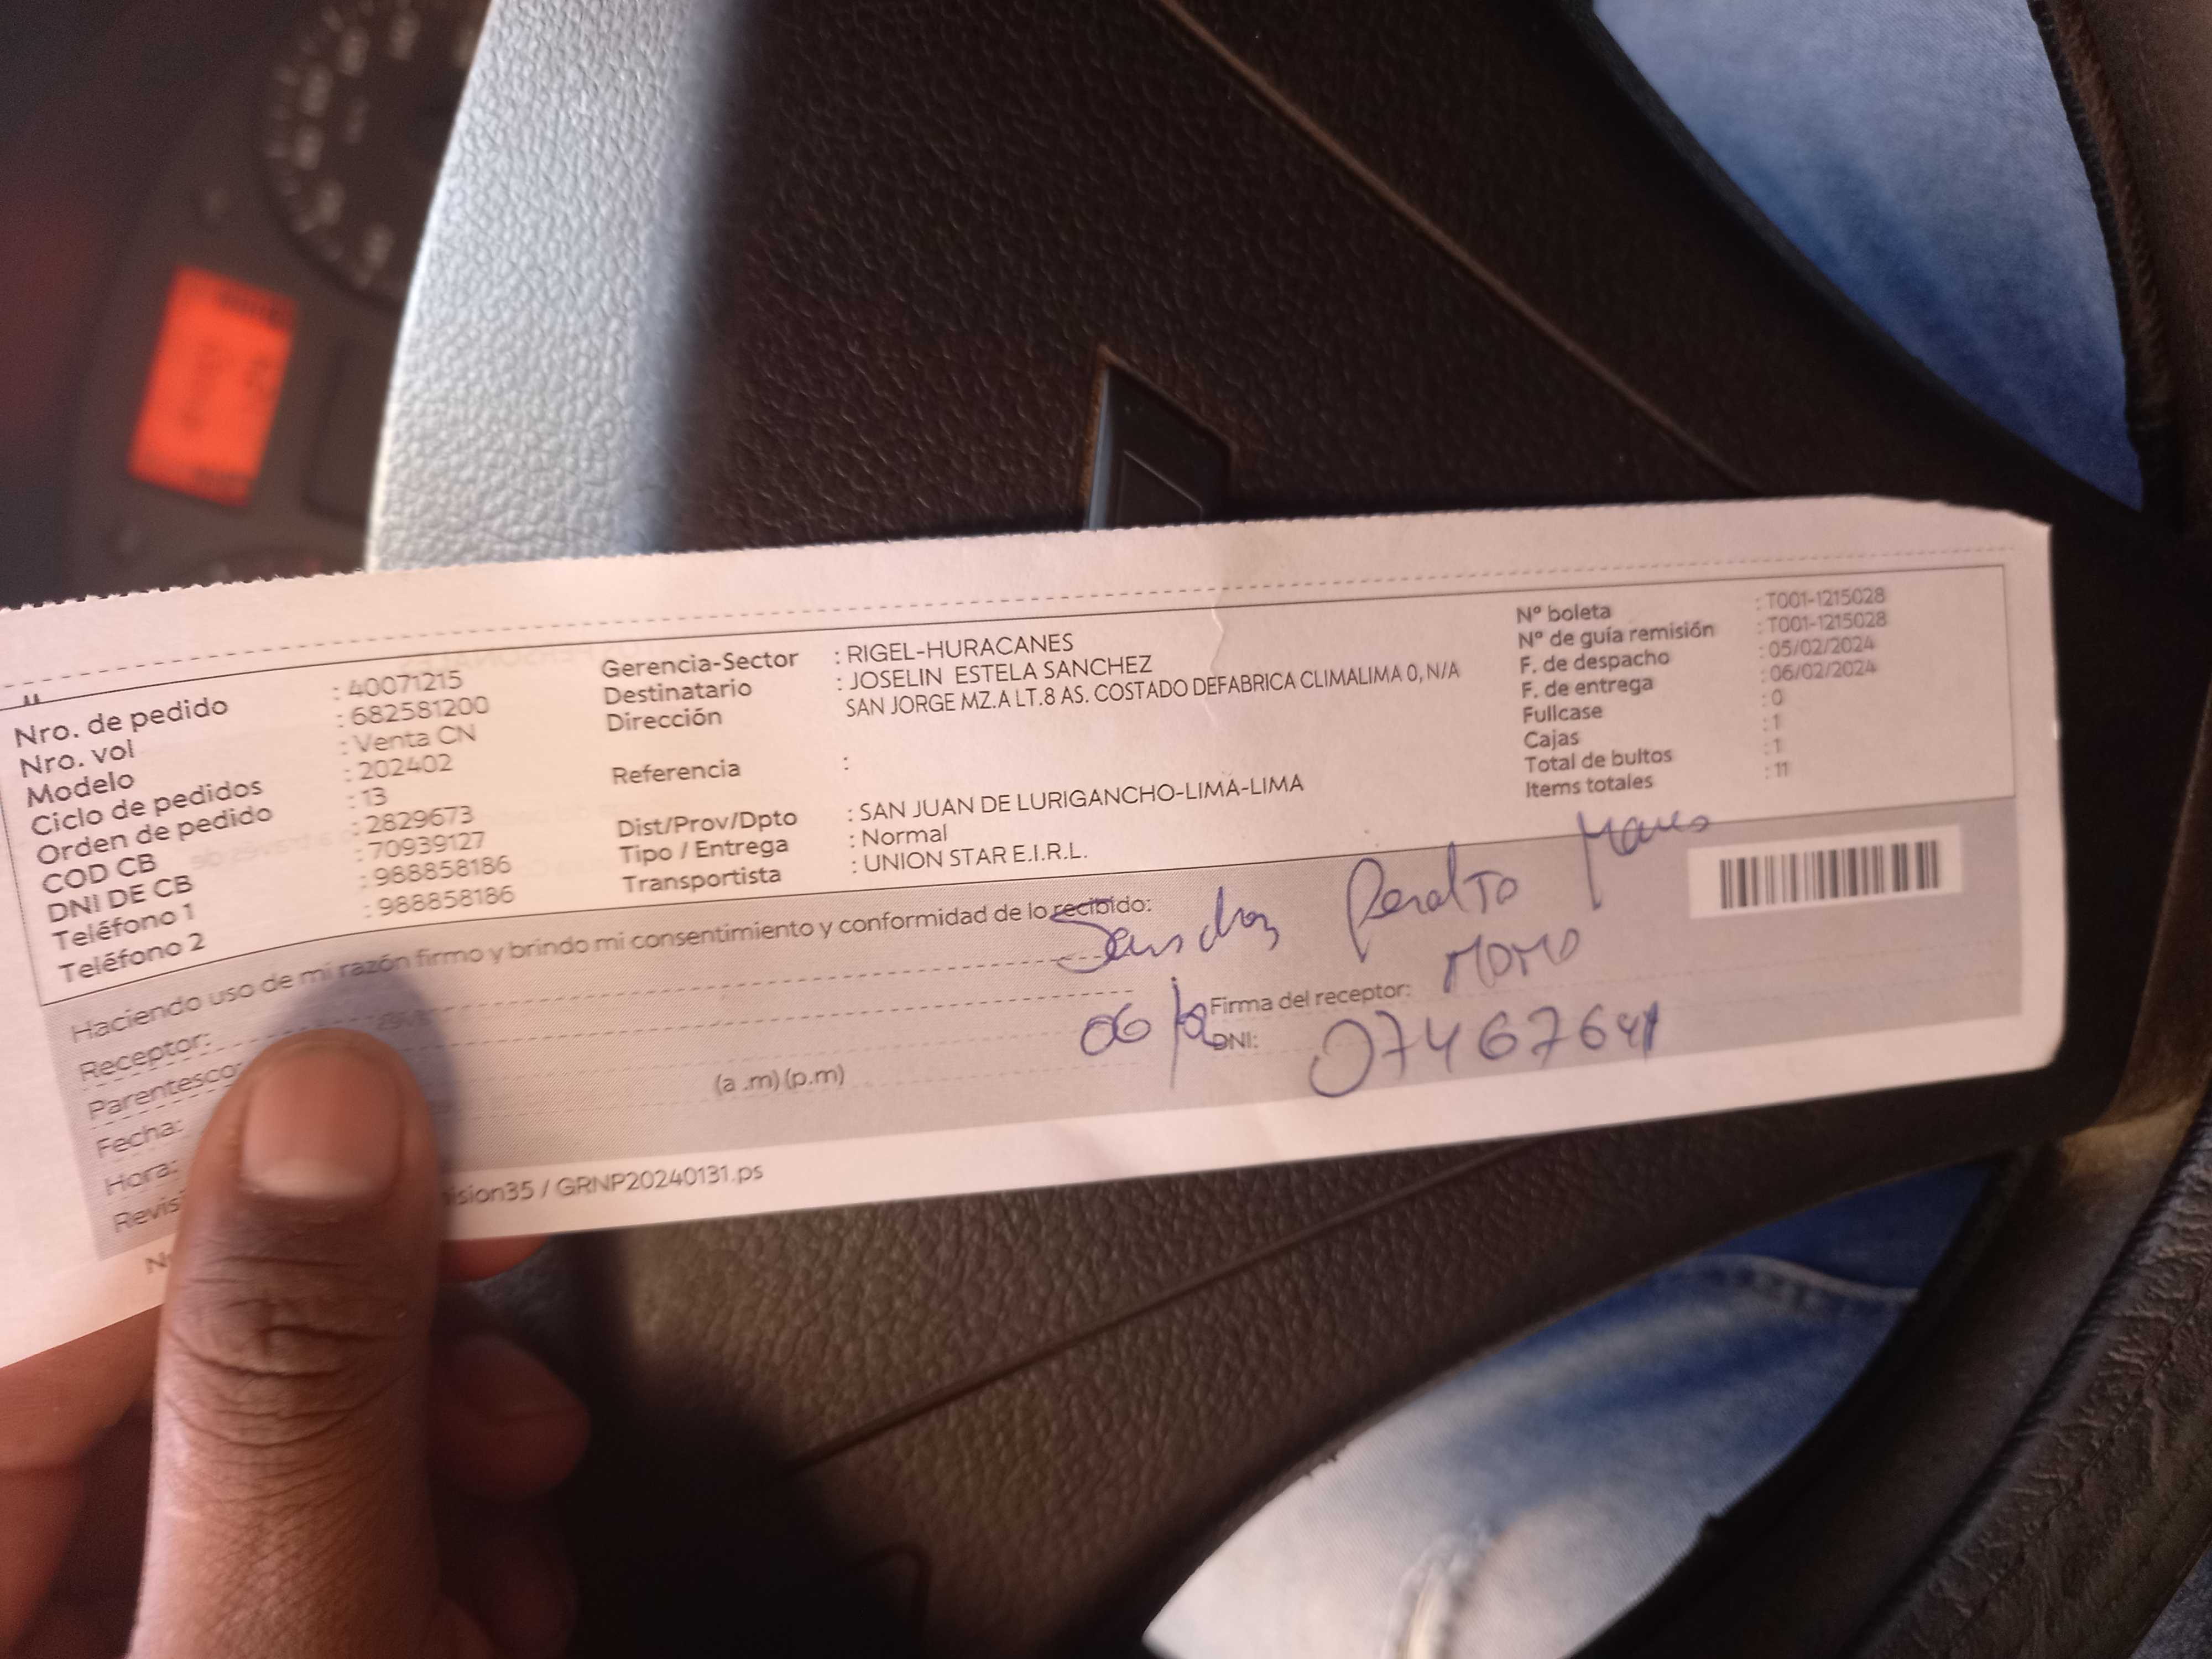 Nro. de pedido : 40071215
Nro. vol : 682581200
Modelo : Venta CN
Ciclo de pedidos : 202402
Orden de pedido : 13
COD CB : 2829673
DNI DE CB : 70939127
Teléfono 1 : 988858186
Teléfono 2 : 988858186
Gerencia-Sector : RIGEL-HURACANES
Destinatario : JOSELIN ESTELA SANCHEZ
Dirección SAN JORGE MZ.A LT.8 AS. COSTADO DEFABRICA CLIMALIMA 0, N/A
Referencia :
Dist/Prov/Dpto : SAN JUAN DE LURIGANCHO-LIMA-LIMA
Tipo / Entrega : Normal
Transportista : UNION STAR E.I.R.L.
Nº boleta : T001-1215028
Nº de guía remisión : T001-1215028
F. de despacho : 05/02/2024
F. de entrega : 06/02/2024
Fullcase : 0
Cajas : 1
Total de bultos : 1
Items totales : 11
Haciendo uso de mi razón firmo y brindo mi consentimiento y conformidad de lo recibido:
Peralta
Receptor:
Parentesco:
Firma del receptor:
Fecha:
DNI: 07467641
Hora: (a .m) (p.m)
ision35 / GRNP20240131.ps